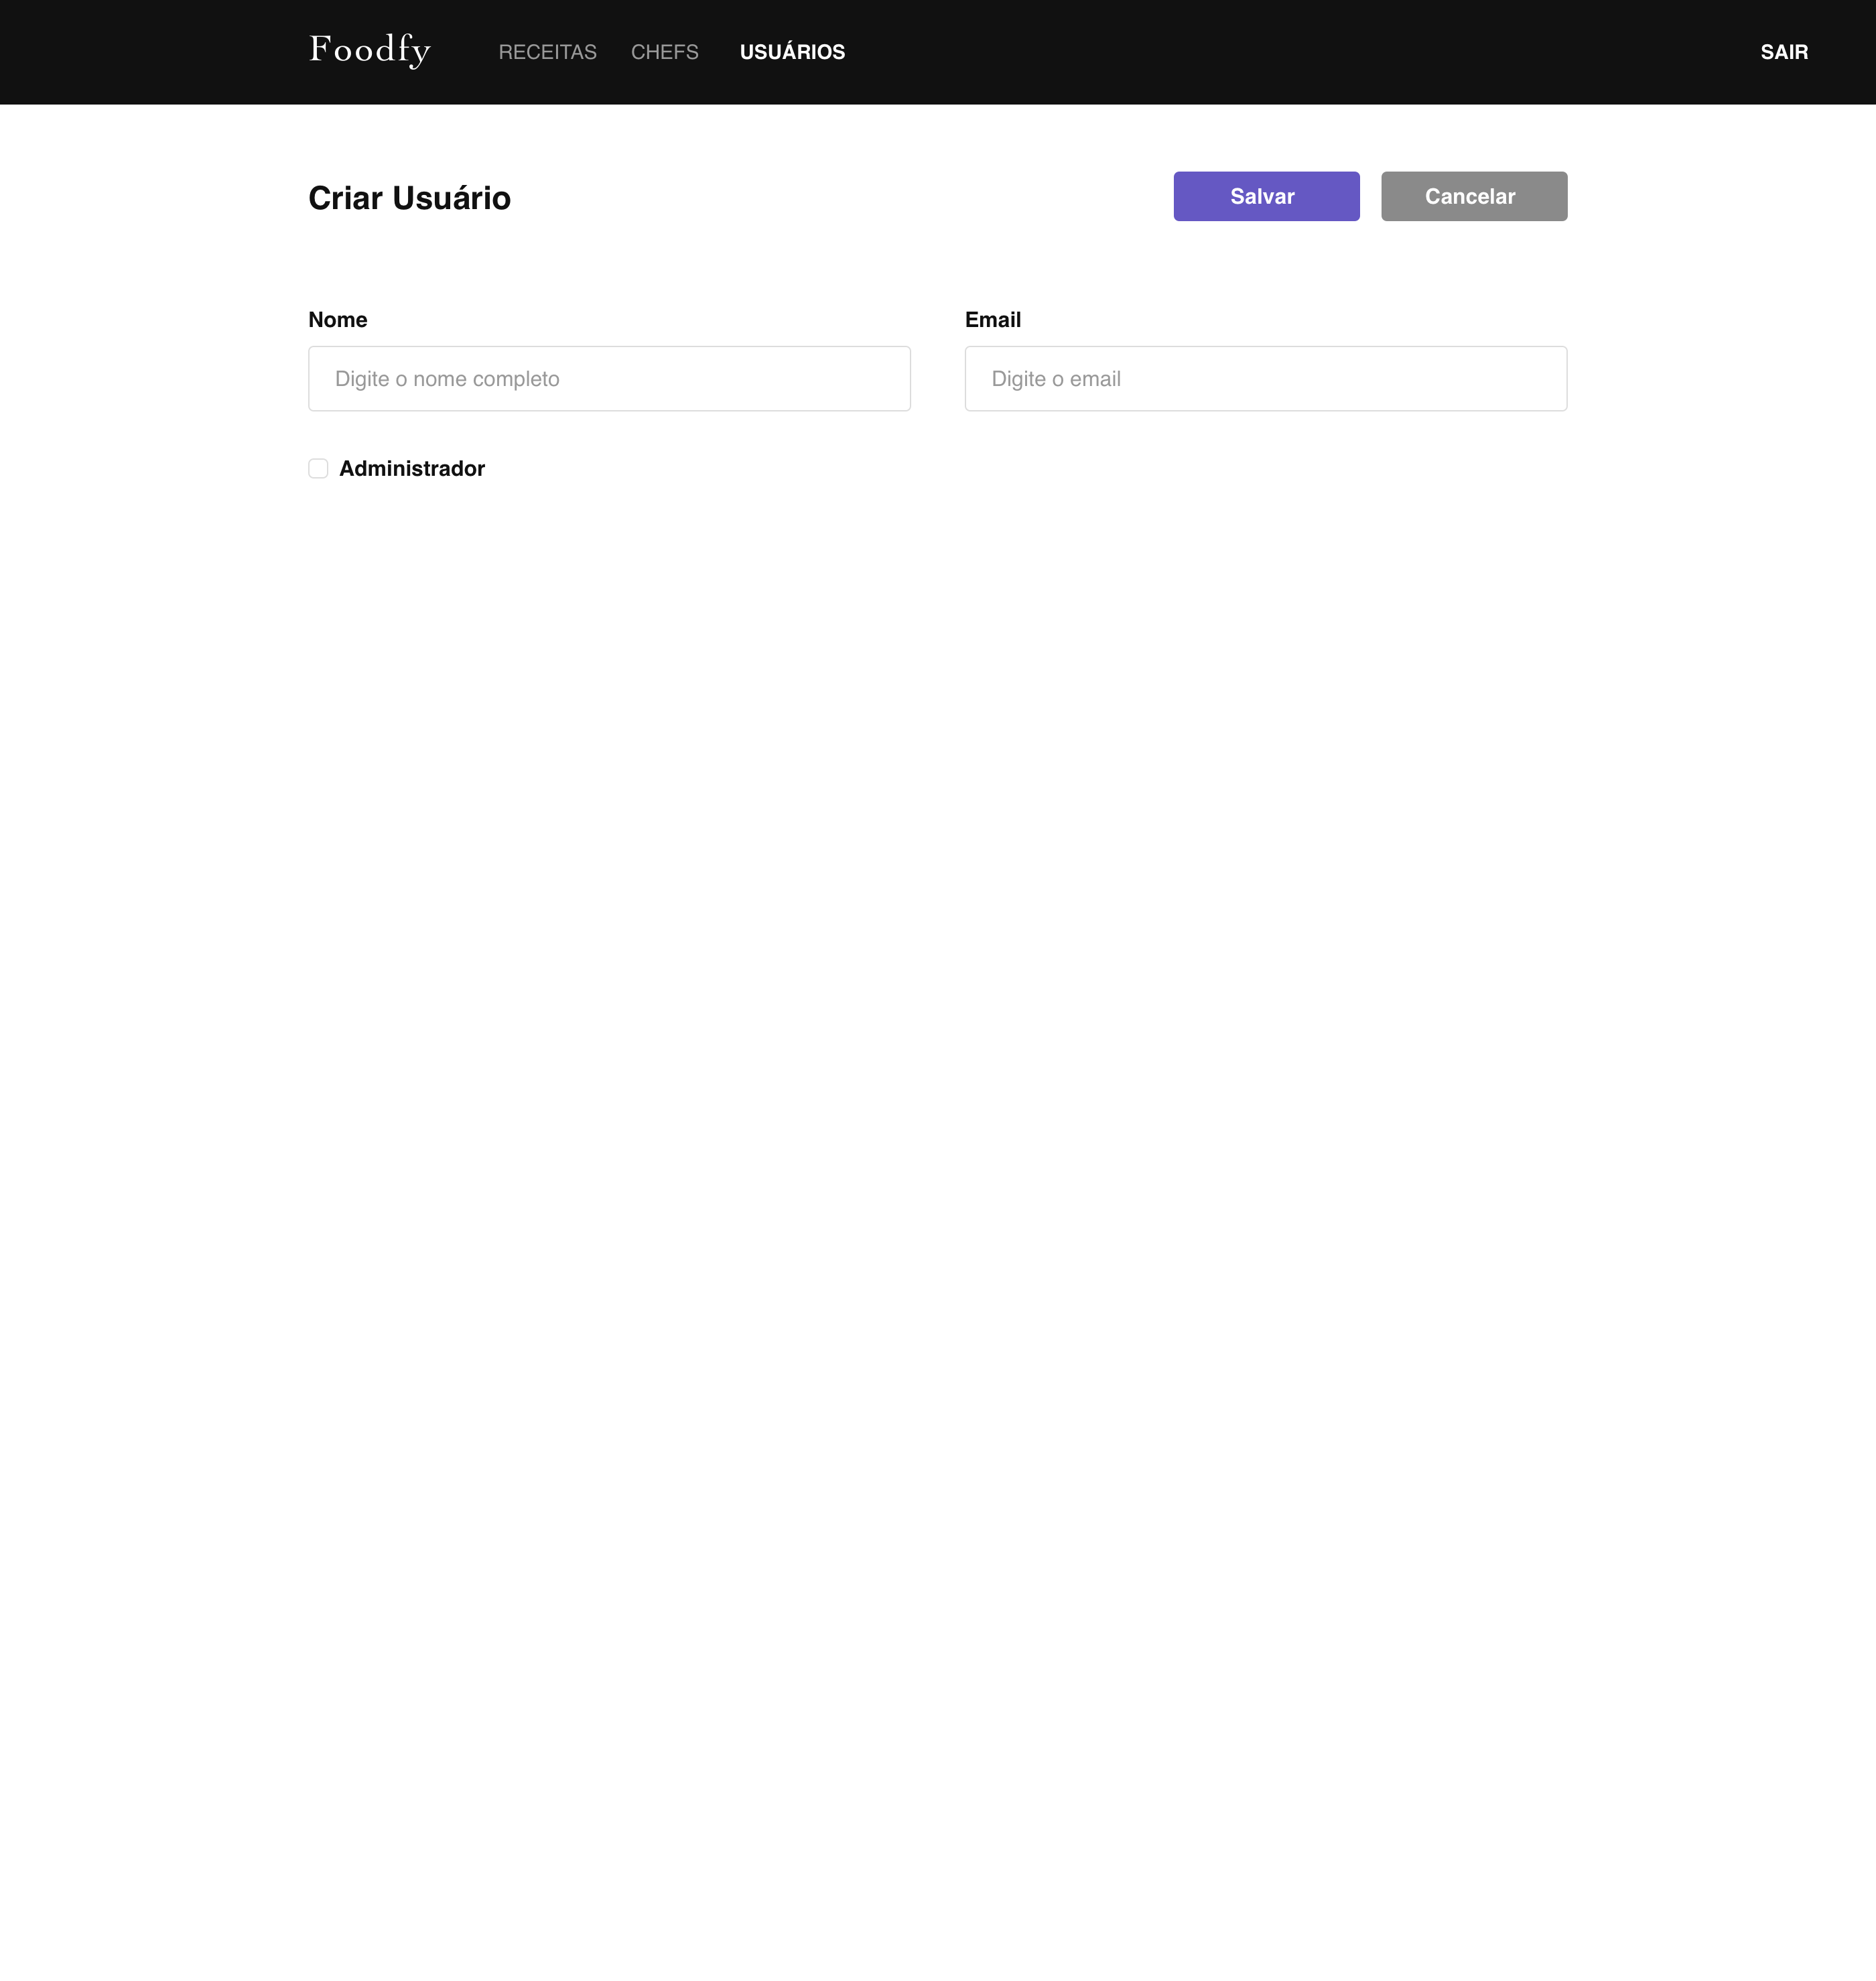 Foodfy RECEITAS CHEFS USUÁRIOS SAIR
Criar Usuário Salvar Cancelar
Nome Email
Digite o nome completo Digite o email
Administrador